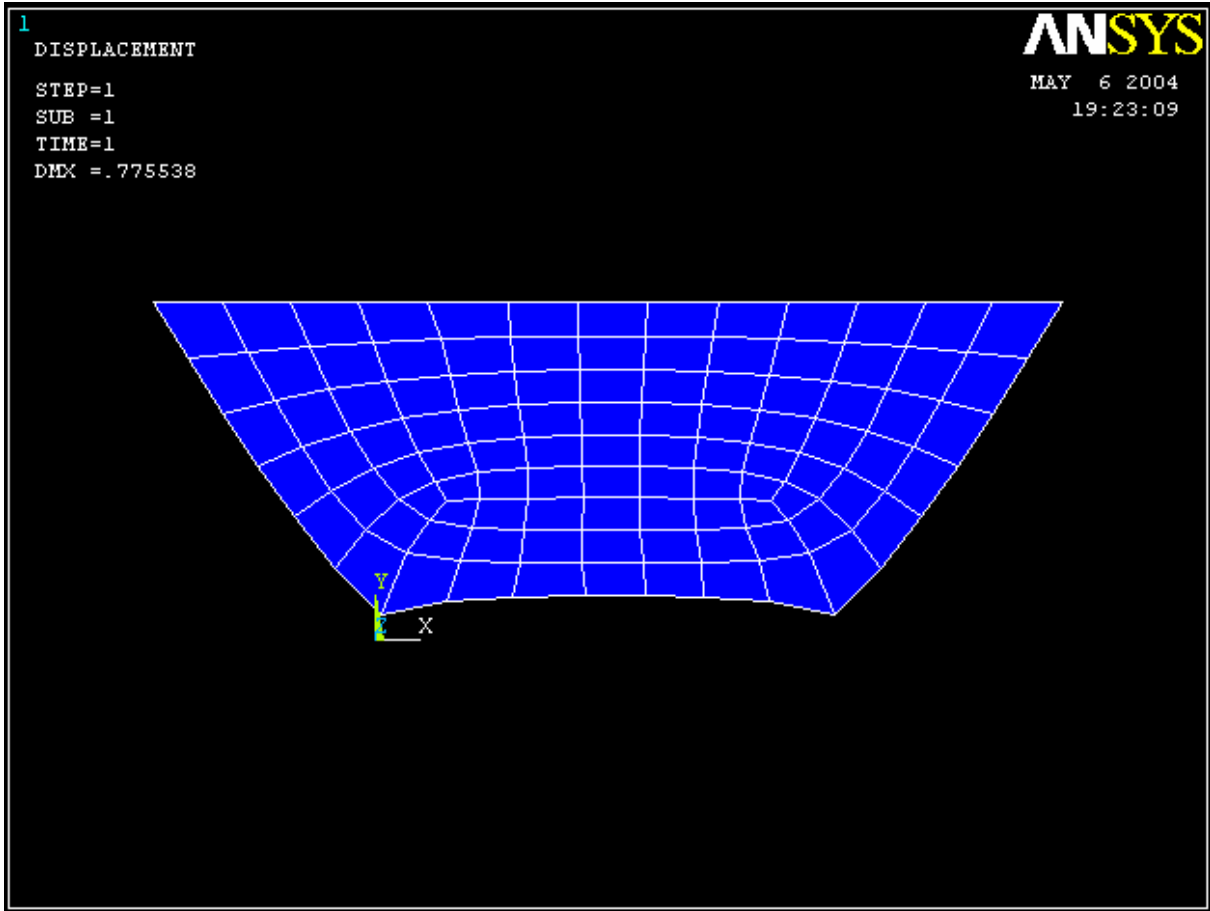 1
DISPLACEMENT
STEP=1
SUB =1
TIME=1
DMX =.775538
ANSYS
MAY 6 2004
19:23:09
Y
Z X